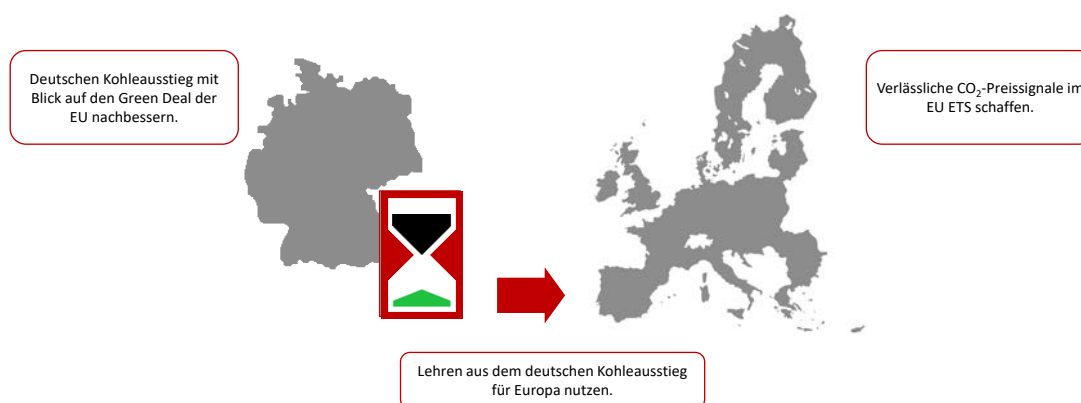 Deutschen Kohleausstieg mit
Blick auf den Green Deal der
EU nachbessern.
Verlässliche CO₂-Preissignale im
EU ETS schaffen.
Lehren aus dem deutschen Kohleausstieg
für Europa nutzen.